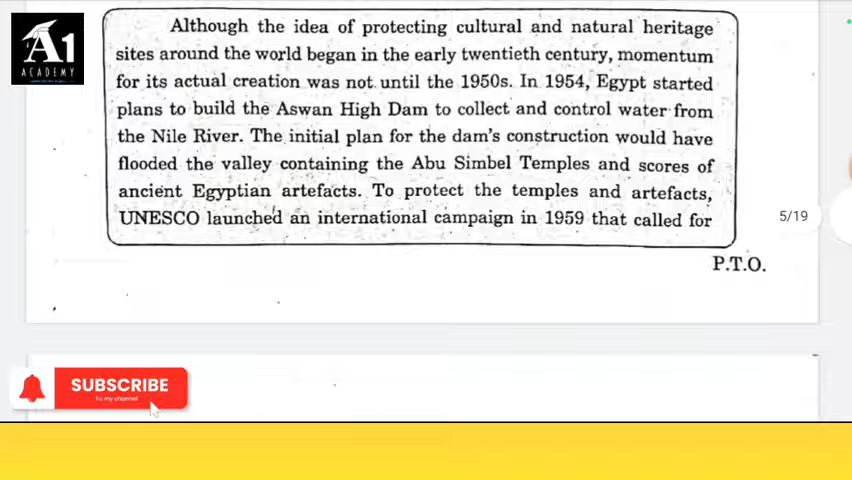 Although the idea of protecting cultural and natural heritage
sites around the world began in the early twentieth century, momentum
for its actual creation was not until the 1950s. In 1954, Egypt started
plans to build the Aswan High Dam to collect and control water from
the Nile River. The initial plan for the dam's construction would have
flooded the valley containing the Abu Simbel Temples and scores of
ancient Egyptian artefacts. To protect the temples and artefacts,
UNESCO launched an international campaign in 1959 that called for
A1
ACADEMY
5/19
P.T.O.
SUBSCRIBE
To my channel